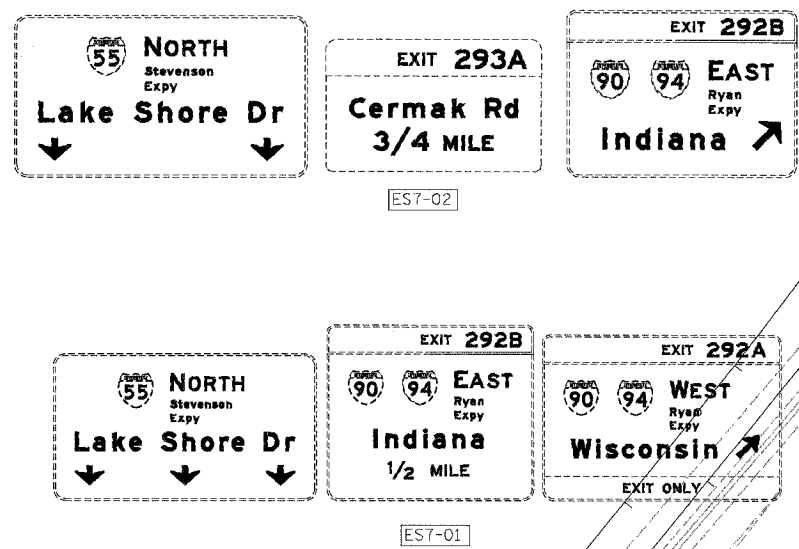 55 NORTH
Stevenson
Expy
Lake Shore Dr
EXIT 293A
Cermak Rd
3/4 MILE
EXIT 292B
90 94 EAST
Ryan
Expy
Indiana
ES7-02
55 NORTH
Stevenson
Expy
Lake Shore Dr
EXIT 292B
90 94 EAST
Ryan
Expy
Indiana
1/2 MILE
EXIT 292A
90 94 WEST
Ryan
Expy
Wisconsin
EXIT ONLY
ES7-01